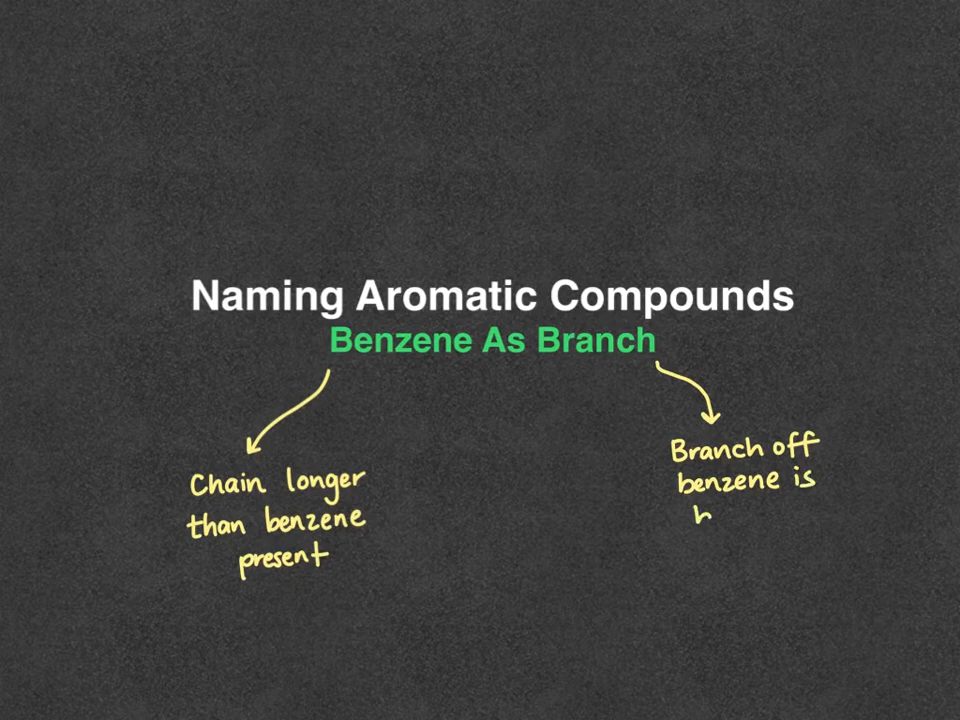 Naming Aromatic Compounds
Benzene As Branch
Chain longer
than benzene
present
Branch off
benzene is